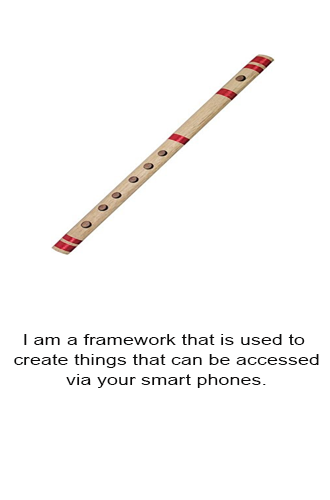 I am a framework that is used to
create things that can be accessed
via your smart phones.